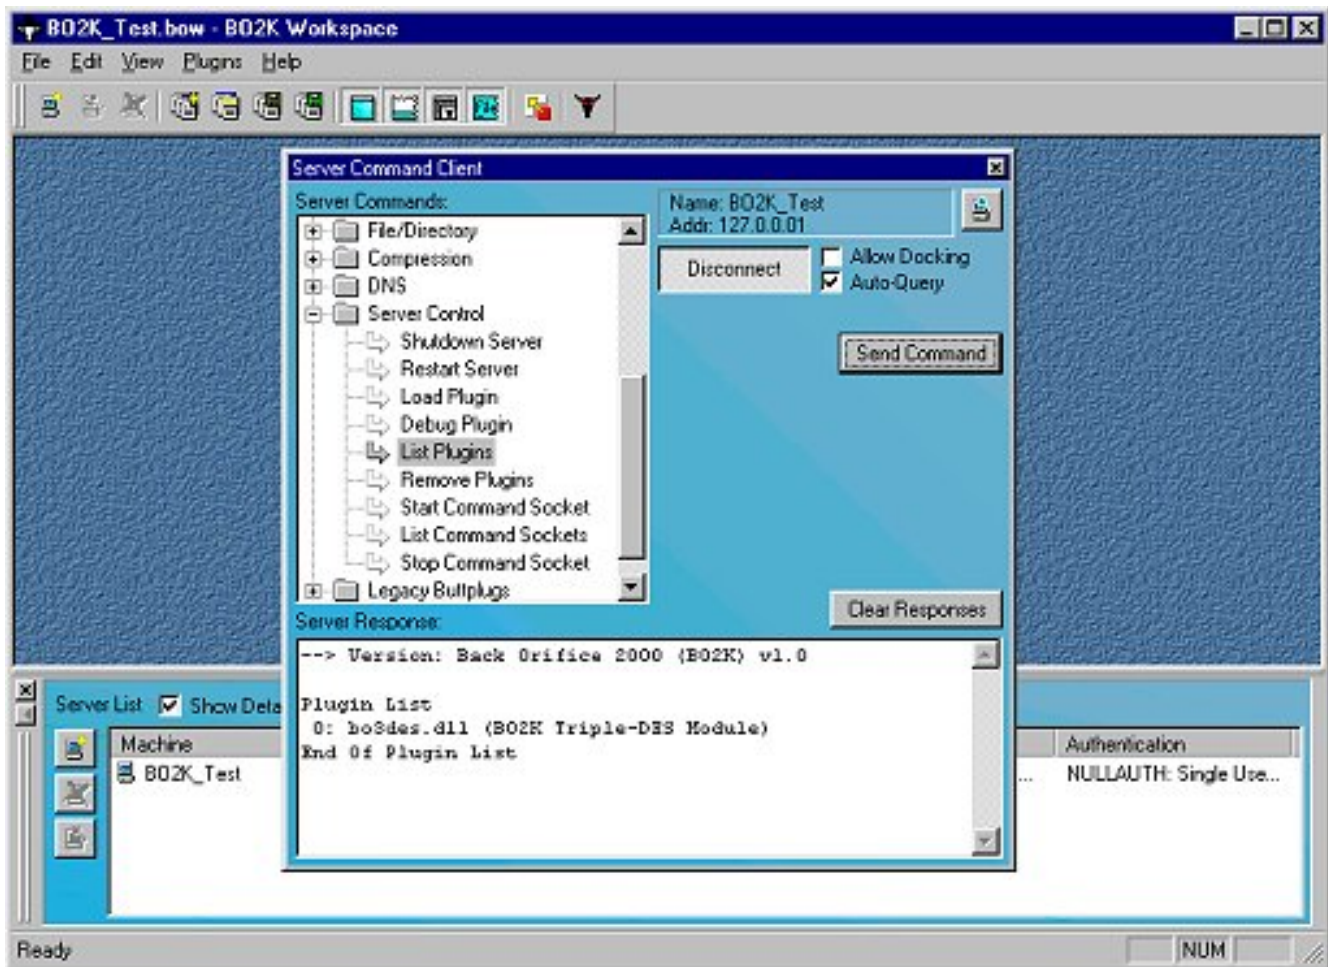 BO2K_Test.bow - BO2K Workspace
File Edit View Plugins Help
Server Command Client
Server Commands:
Name: BO2K_Test
Addr: 127.0.0.01
File/Directory
Compression
DNS
Server Control
Shutdown Server
Restart Server
Load Plugin
Debug Plugin
List Plugins
Remove Plugins
Start Command Socket
List Command Sockets
Stop Command Socket
Legacy Buttplugs
Disconnect
Allow Docking
Auto-Query
Send Command
Clear Responses
Server Response:
--> Version: Back Orifice 2000 (BO2K) v1.0
Plugin List
0: bo3des.dll (BO2K Triple-DES Module)
End Of Plugin List
Server List Show Deta
Machine
Authentication
BO2K_Test
... NULLAUTH: Single Use...
Ready
NUM